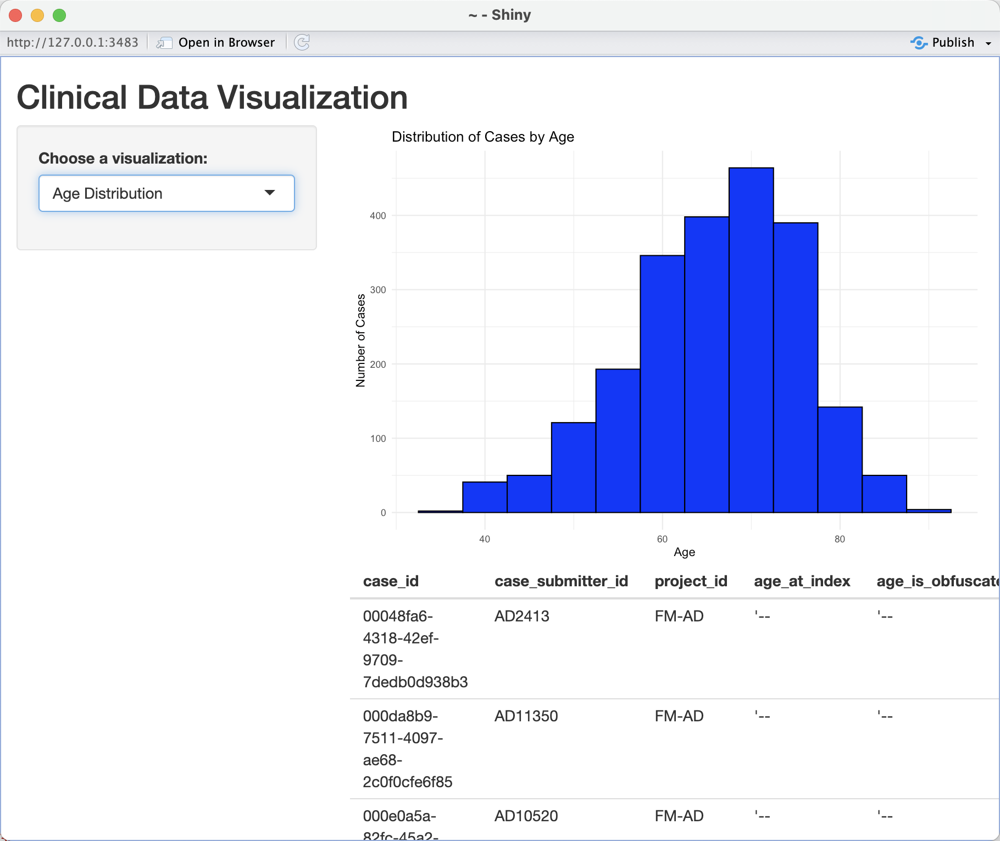 ~ - Shiny
http://127.0.0.1:3483 Open in Browser Publish
Clinical Data Visualization
Choose a visualization:
Age Distribution
Distribution of Cases by Age
Number of Cases
400
300
200
100
0
40 60 80
Age
case_id case_submitter_id project_id age_at_index age_is_obfuscate
00048fa6- AD2413 FM-AD '-- '--
4318-42ef-
9709-
7dedb0d938b3
000da8b9- AD11350 FM-AD '-- '--
7511-4097-
ae68-
2c0f0cfe6f85
000e0a5a- AD10520 FM-AD '-- '--
82fc-45a2-